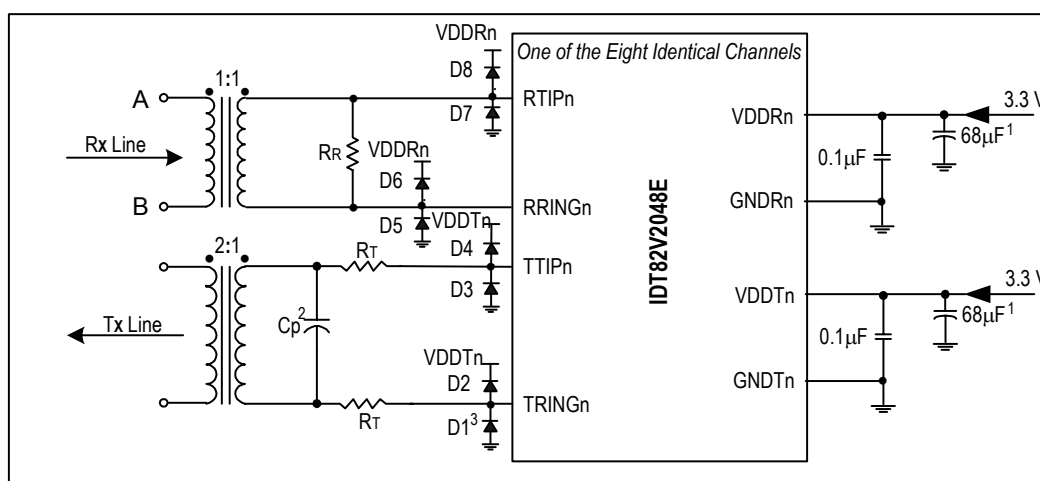 VDDRn
One of the Eight Identical Channels
D8
1:1
A
RTIPn
D7
VDDRn
3.3 V
68µF1
Rx Line
RR
VDDRn
D6
0.1µF
GNDRn
B
RRINGn
D5
VDDTn
2:1
D4
RT
TTIPn
IDT82V2048E
D3
VDDTn
3.3 V
68µF1
Tx Line
Cp2
0.1µF
VDDTn
D2
GNDTn
RT
TRINGn
D13